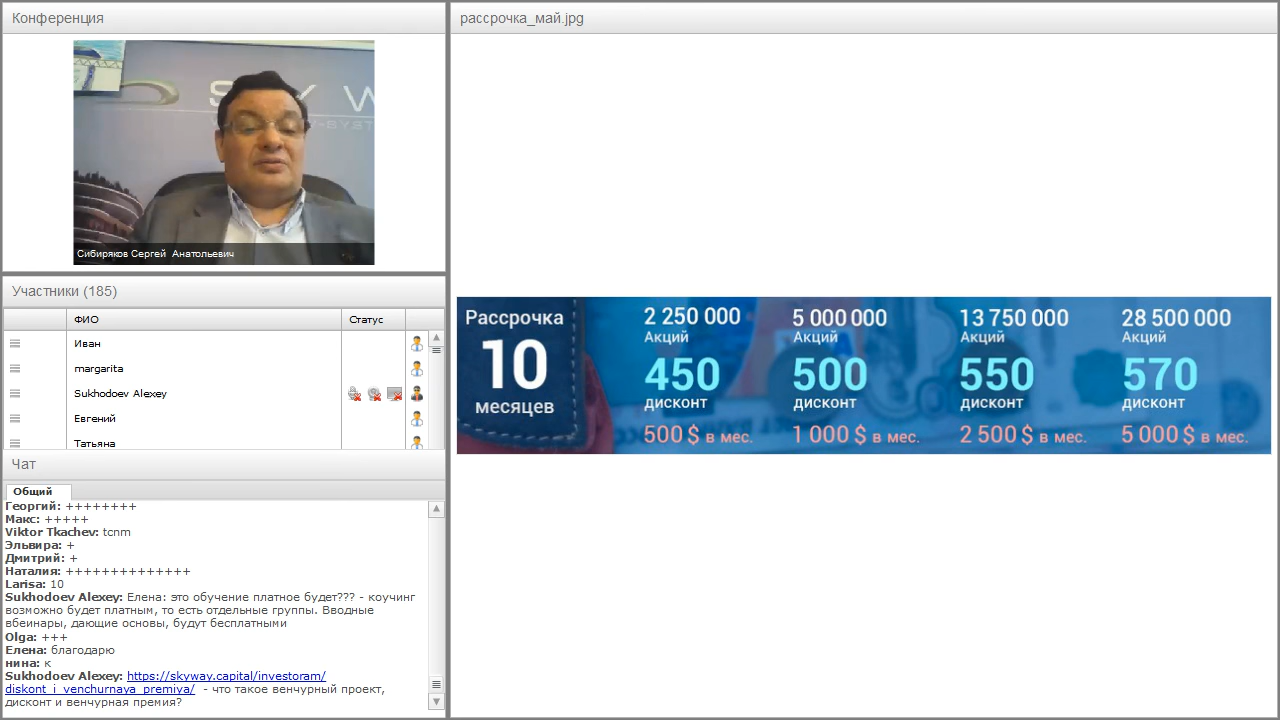 Конференция
SKY W
Y-SYST
Сибиряков Сергей Анатольевич
Участники (185)
ФИО
Статус
Иван
margarita
Sukhodoev Alexey
Евгений
Татьяна
Чат
Общий
Георгий: ++++++++
Макс: +++++
Viktor Tkachev: tcnm
Эльвира: +
Дмитрий: +
Наталия: ++++++++++++++
Larisa: 10
Sukhodoev Alexey: Елена: это обучение платное будет??? - коучинг
возможно будет платным, то есть отдельные группы. Вводные
вбеинары, дающие основы, будут бесплатными
Olga: +++
Елена: благодарю
нина: к
Sukhodoev Alexey: https://skyway.capital/investoram/
diskont_i_venchurnaya_premiya/ - что такое венчурный проект,
дисконт и венчурная премия?
рассрочка_май.jpg
Рассрочка
10
месяцев
2 250 000
Акций
450
дисконт
500 $ в мес.
5 000 000
Акций
500
дисконт
1 000 $ в мес.
13 750 000
Акций
550
дисконт
2 500 $ в мес.
28 500 000
Акций
570
дисконт
5 000 $ в мес.